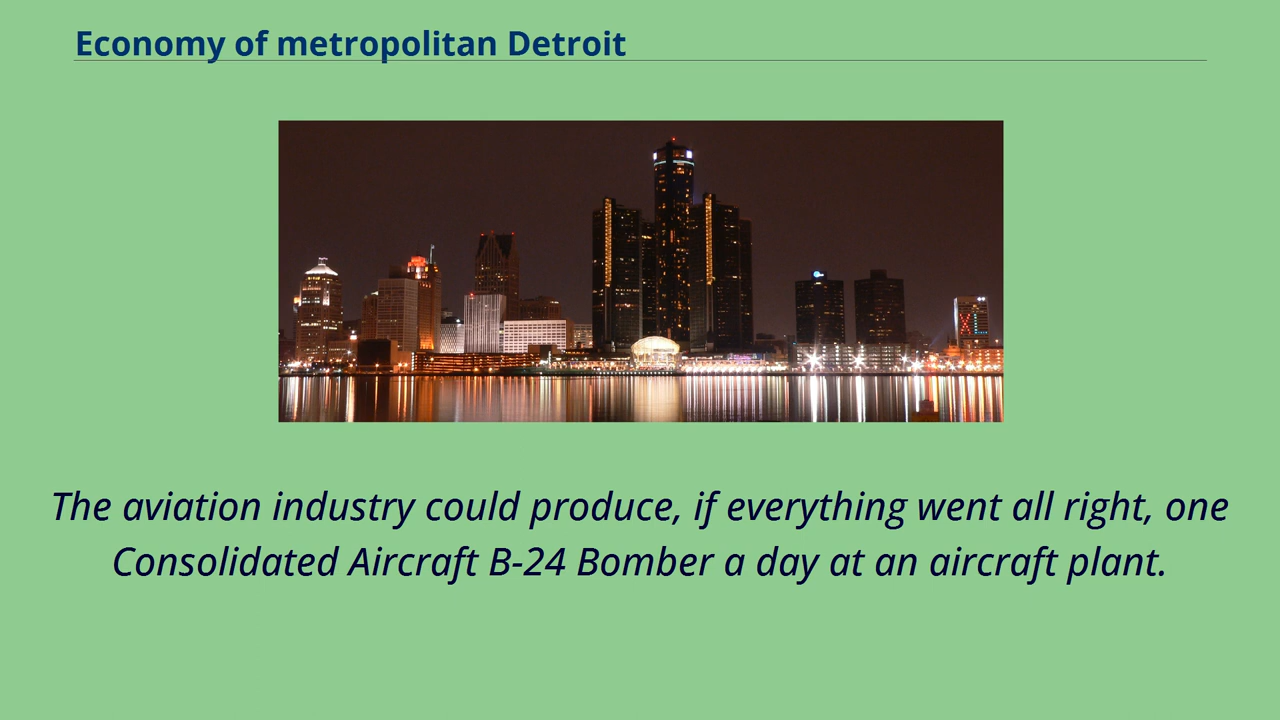 Economy of metropolitan Detroit
The aviation industry could produce, if everything went all right, one
Consolidated Aircraft B-24 Bomber a day at an aircraft plant.